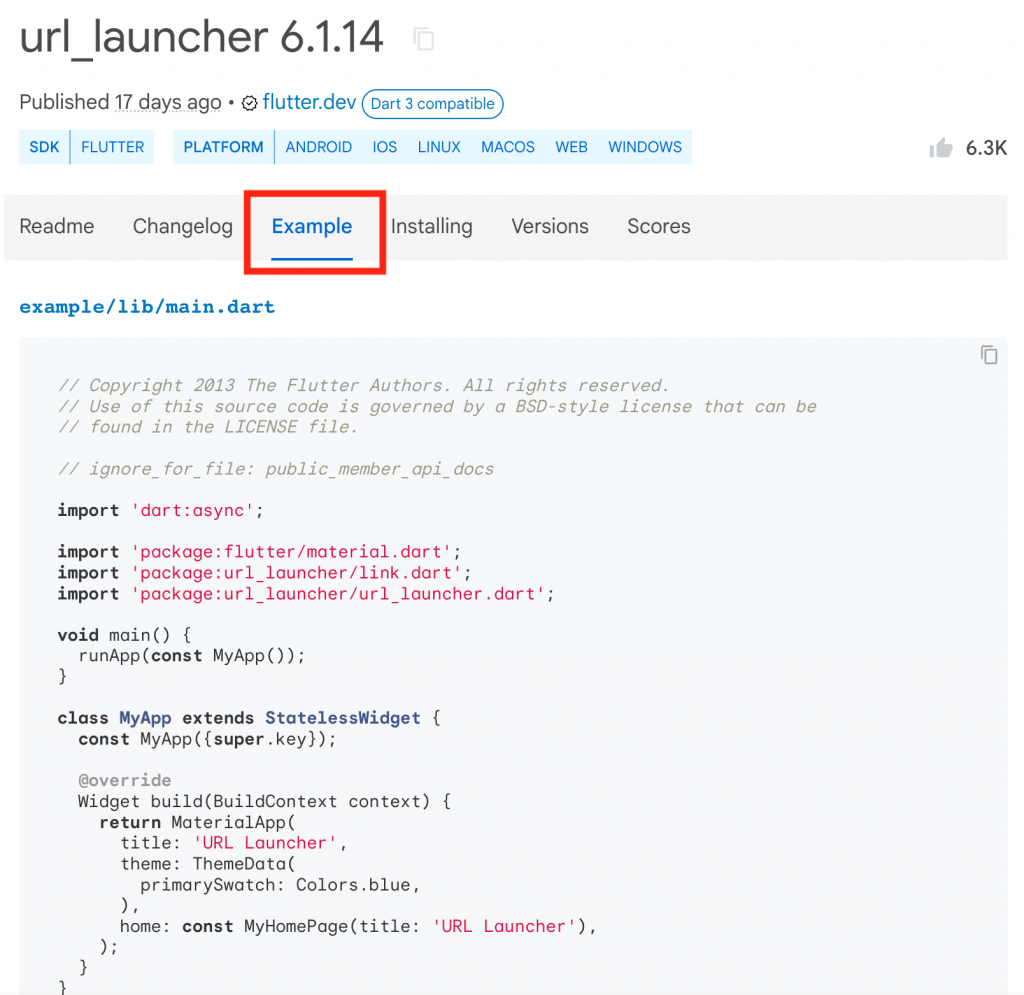 url_launcher 6.1.14
Published 17 days ago • flutter.dev Dart 3 compatible
SDK FLUTTER PLATFORM ANDROID IOS LINUX MACOS WEB WINDOWS 6.3K
Readme Changelog Example Installing Versions Scores
example/lib/main.dart
// Copyright 2013 The Flutter Authors. All rights reserved.
// Use of this source code is governed by a BSD-style license that can be
// found in the LICENSE file.
// ignore_for_file: public_member_api_docs
import 'dart:async';
import 'package:flutter/material.dart';
import 'package:url_launcher/link.dart';
import 'package:url_launcher/url_launcher.dart';
void main() {
  runApp(const MyApp());
}
class MyApp extends StatelessWidget {
  const MyApp({super.key});
  @override
  Widget build(BuildContext context) {
    return MaterialApp(
      title: 'URL Launcher',
      theme: ThemeData(
        primarySwatch: Colors.blue,
      ),
      home: const MyHomePage(title: 'URL Launcher'),
    );
  }
}